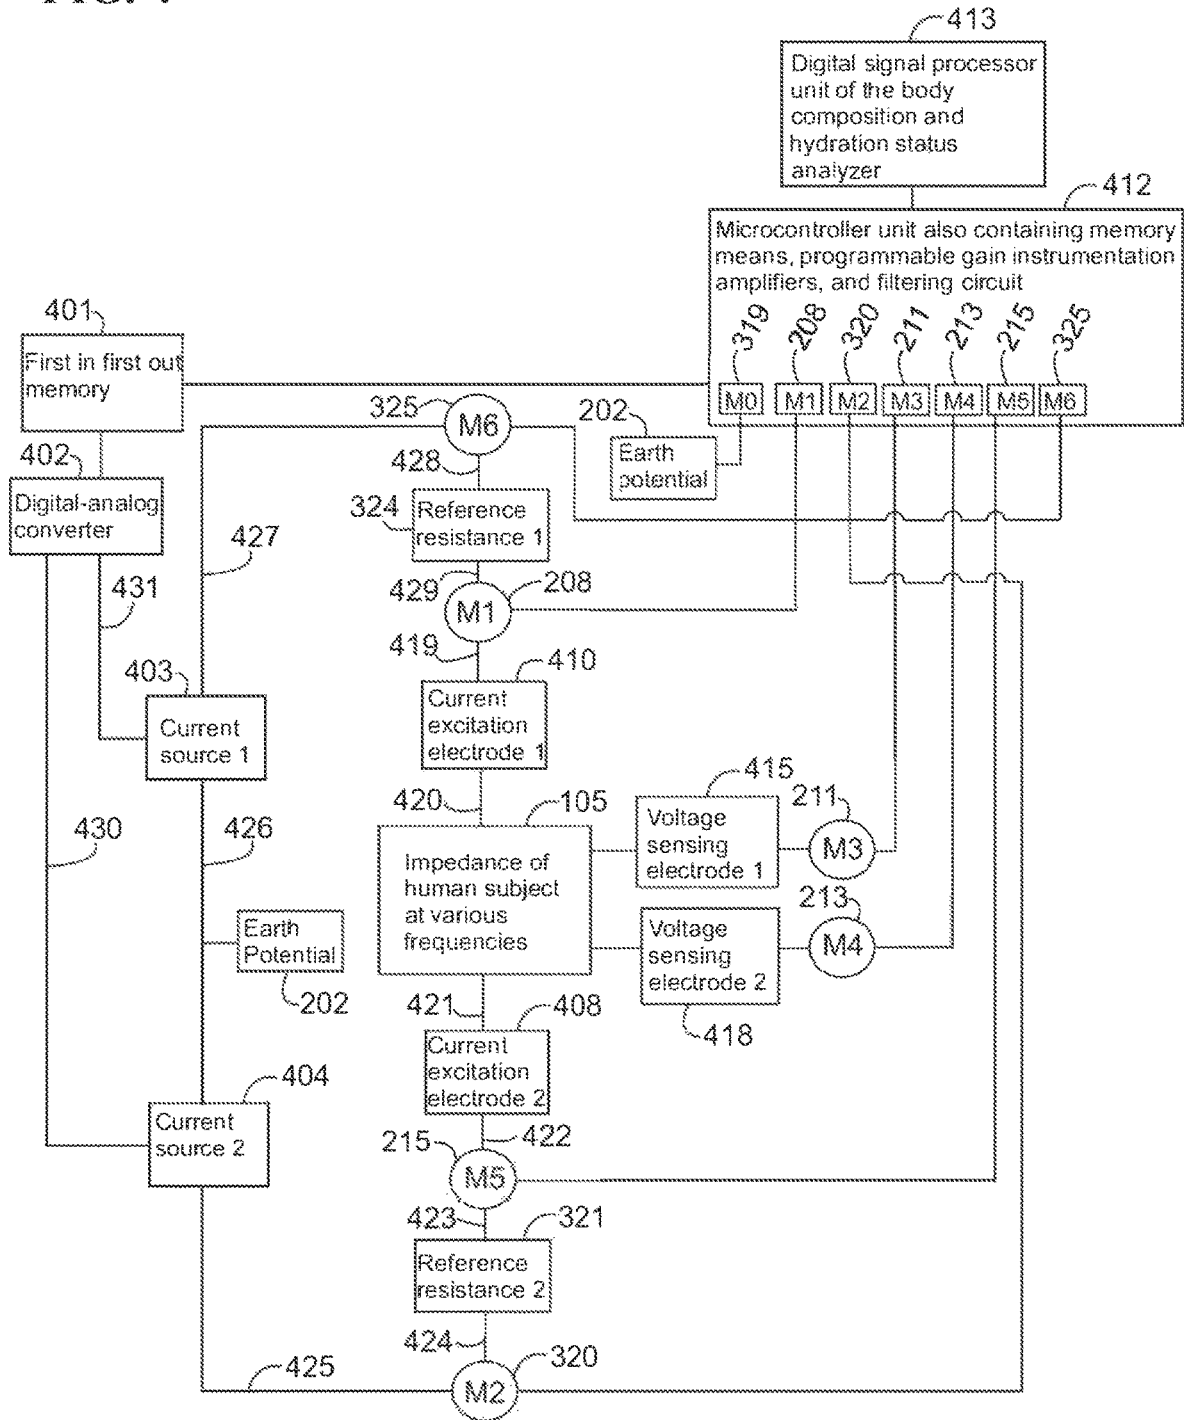 413
Digital signal processor
unit of the body
composition and
hydration status
analyzer
412
Microcontroller unit also containing memory
means, programmable gain instrumentation
amplifiers, and filtering circuit
319 208 320 211 213 215 325
M0 M1 M2 M3 M4 M5 M6
401
First in first out
memory
325
M6
202
Earth
potential
402
Digital-analog
converter
428
324
Reference
resistance 1
427
431
429
208
M1
419
410
403
Current
source 1
Current
excitation
electrode 1
415
420
105
211
Voltage
sensing
electrode 1
M3
430
426
Impedance of
human subject
at various
frequencies
213
Earth
Potential
202
Voltage
sensing
electrode 2
M4
418
421
408
Current
excitation
electrode 2
404
Current
source 2
422
215
M5
423
321
Reference
resistance 2
424
320
425
M2